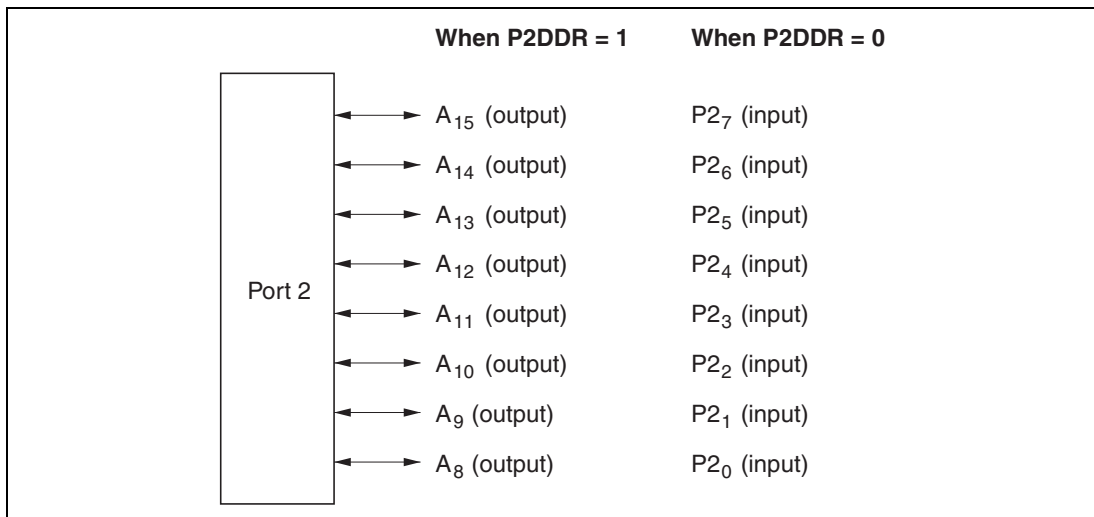 When P2DDR = 1 When P2DDR = 0
A15 (output) P27 (input)
A14 (output) P26 (input)
A13 (output) P25 (input)
A12 (output) P24 (input)
Port 2
A11 (output) P23 (input)
A10 (output) P22 (input)
A9 (output) P21 (input)
A8 (output) P20 (input)